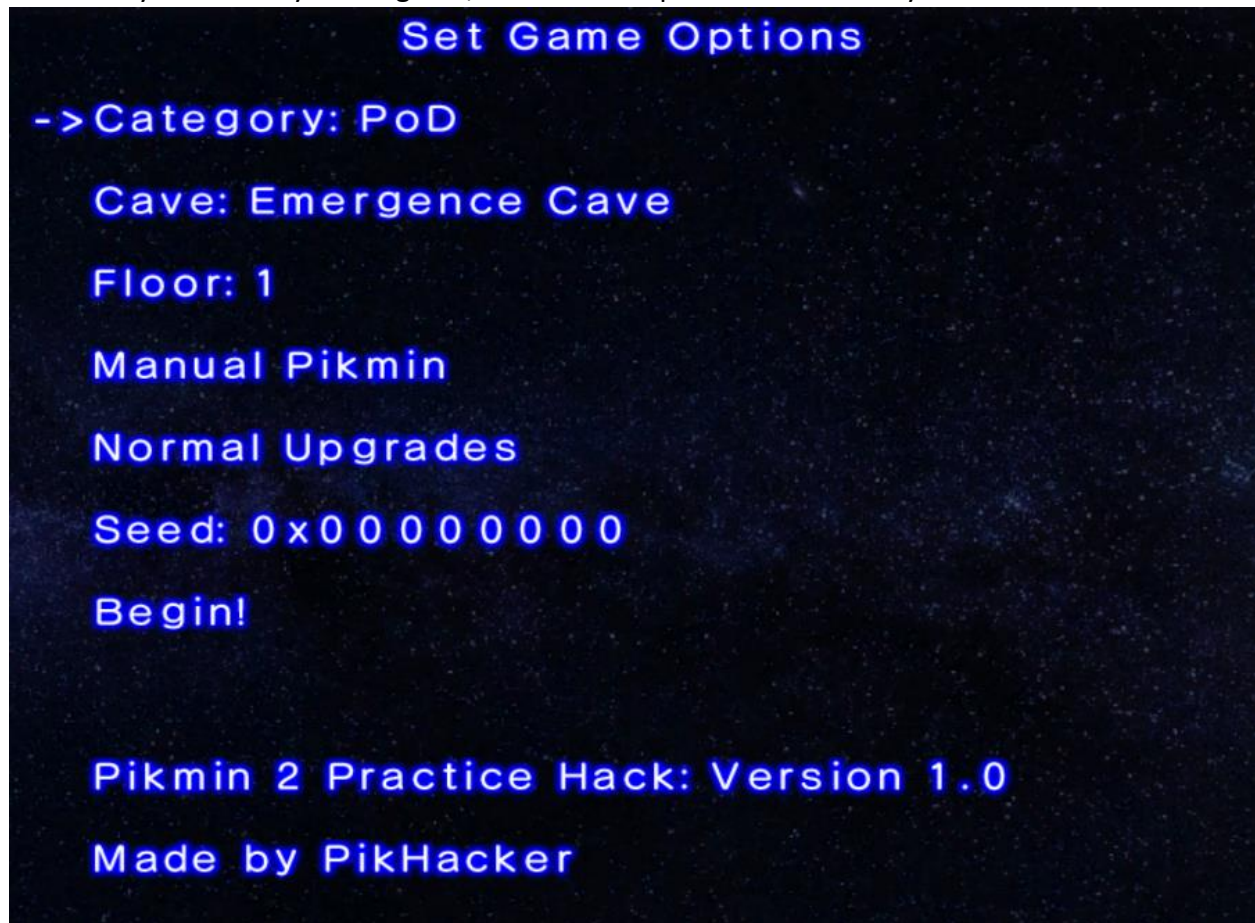 Set Game Options
->Category: PoD
Cave: Emergence Cave
Floor: 1
Manual Pikmin
Normal Upgrades
Seed: 0x00000000
Begin!
Pikmin 2 Practice Hack: Version 1.0
Made by PikHacker